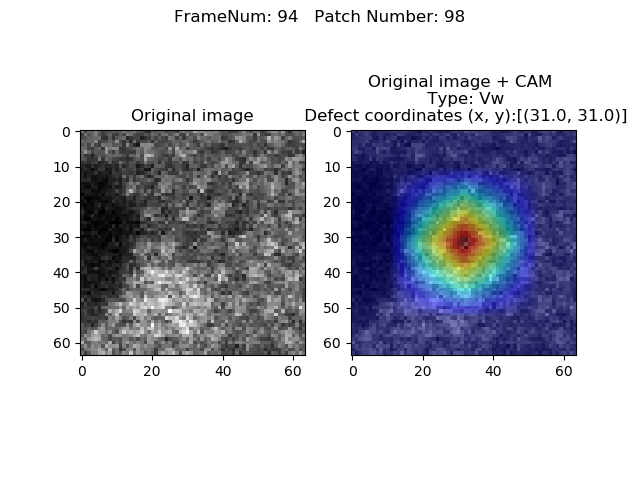 FrameNum: 94   Patch Number: 98
Original image
0
10
20
30
40
50
60
0 20 40 60
Original image + CAM
Type: Vw
Defect coordinates (x, y):[(31.0, 31.0)]
0
10
20
30
40
50
60
0 20 40 60